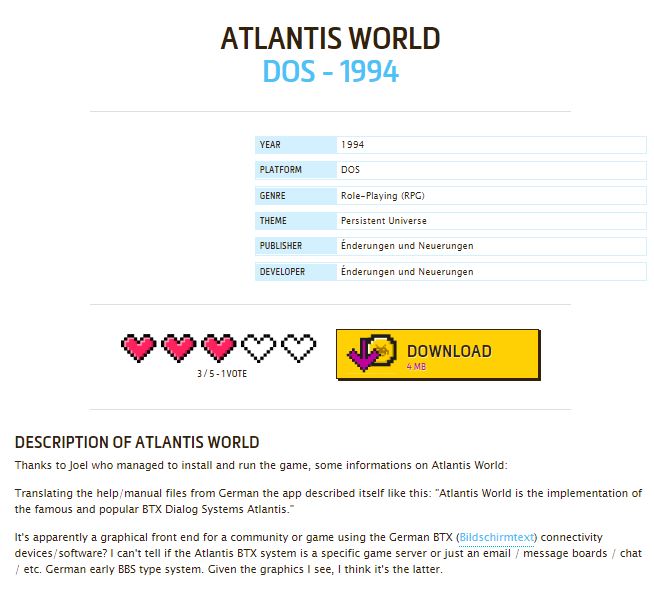 ATLANTIS WORLD
DOS - 1994
YEAR 1994
PLATFORM DOS
GENRE Role-Playing (RPG)
THEME Persistent Universe
PUBLISHER Énderungen und Neuerungen
DEVELOPER Énderungen und Neuerungen
3 / 5 - 1 VOTE
DOWNLOAD
4 MB
DESCRIPTION OF ATLANTIS WORLD
Thanks to Joel who managed to install and run the game, some informations on Atlantis World:
Translating the help/manual files from German the app described itself like this: "Atlantis World is the implementation of
the famous and popular BTX Dialog Systems Atlantis."
It's apparently a graphical front end for a community or game using the German BTX (Bildschirmtext) connectivity
devices/software? I can't tell if the Atlantis BTX system is a specific game server or just an email / message boards / chat
/ etc. German early BBS type system. Given the graphics I see, I think it's the latter.